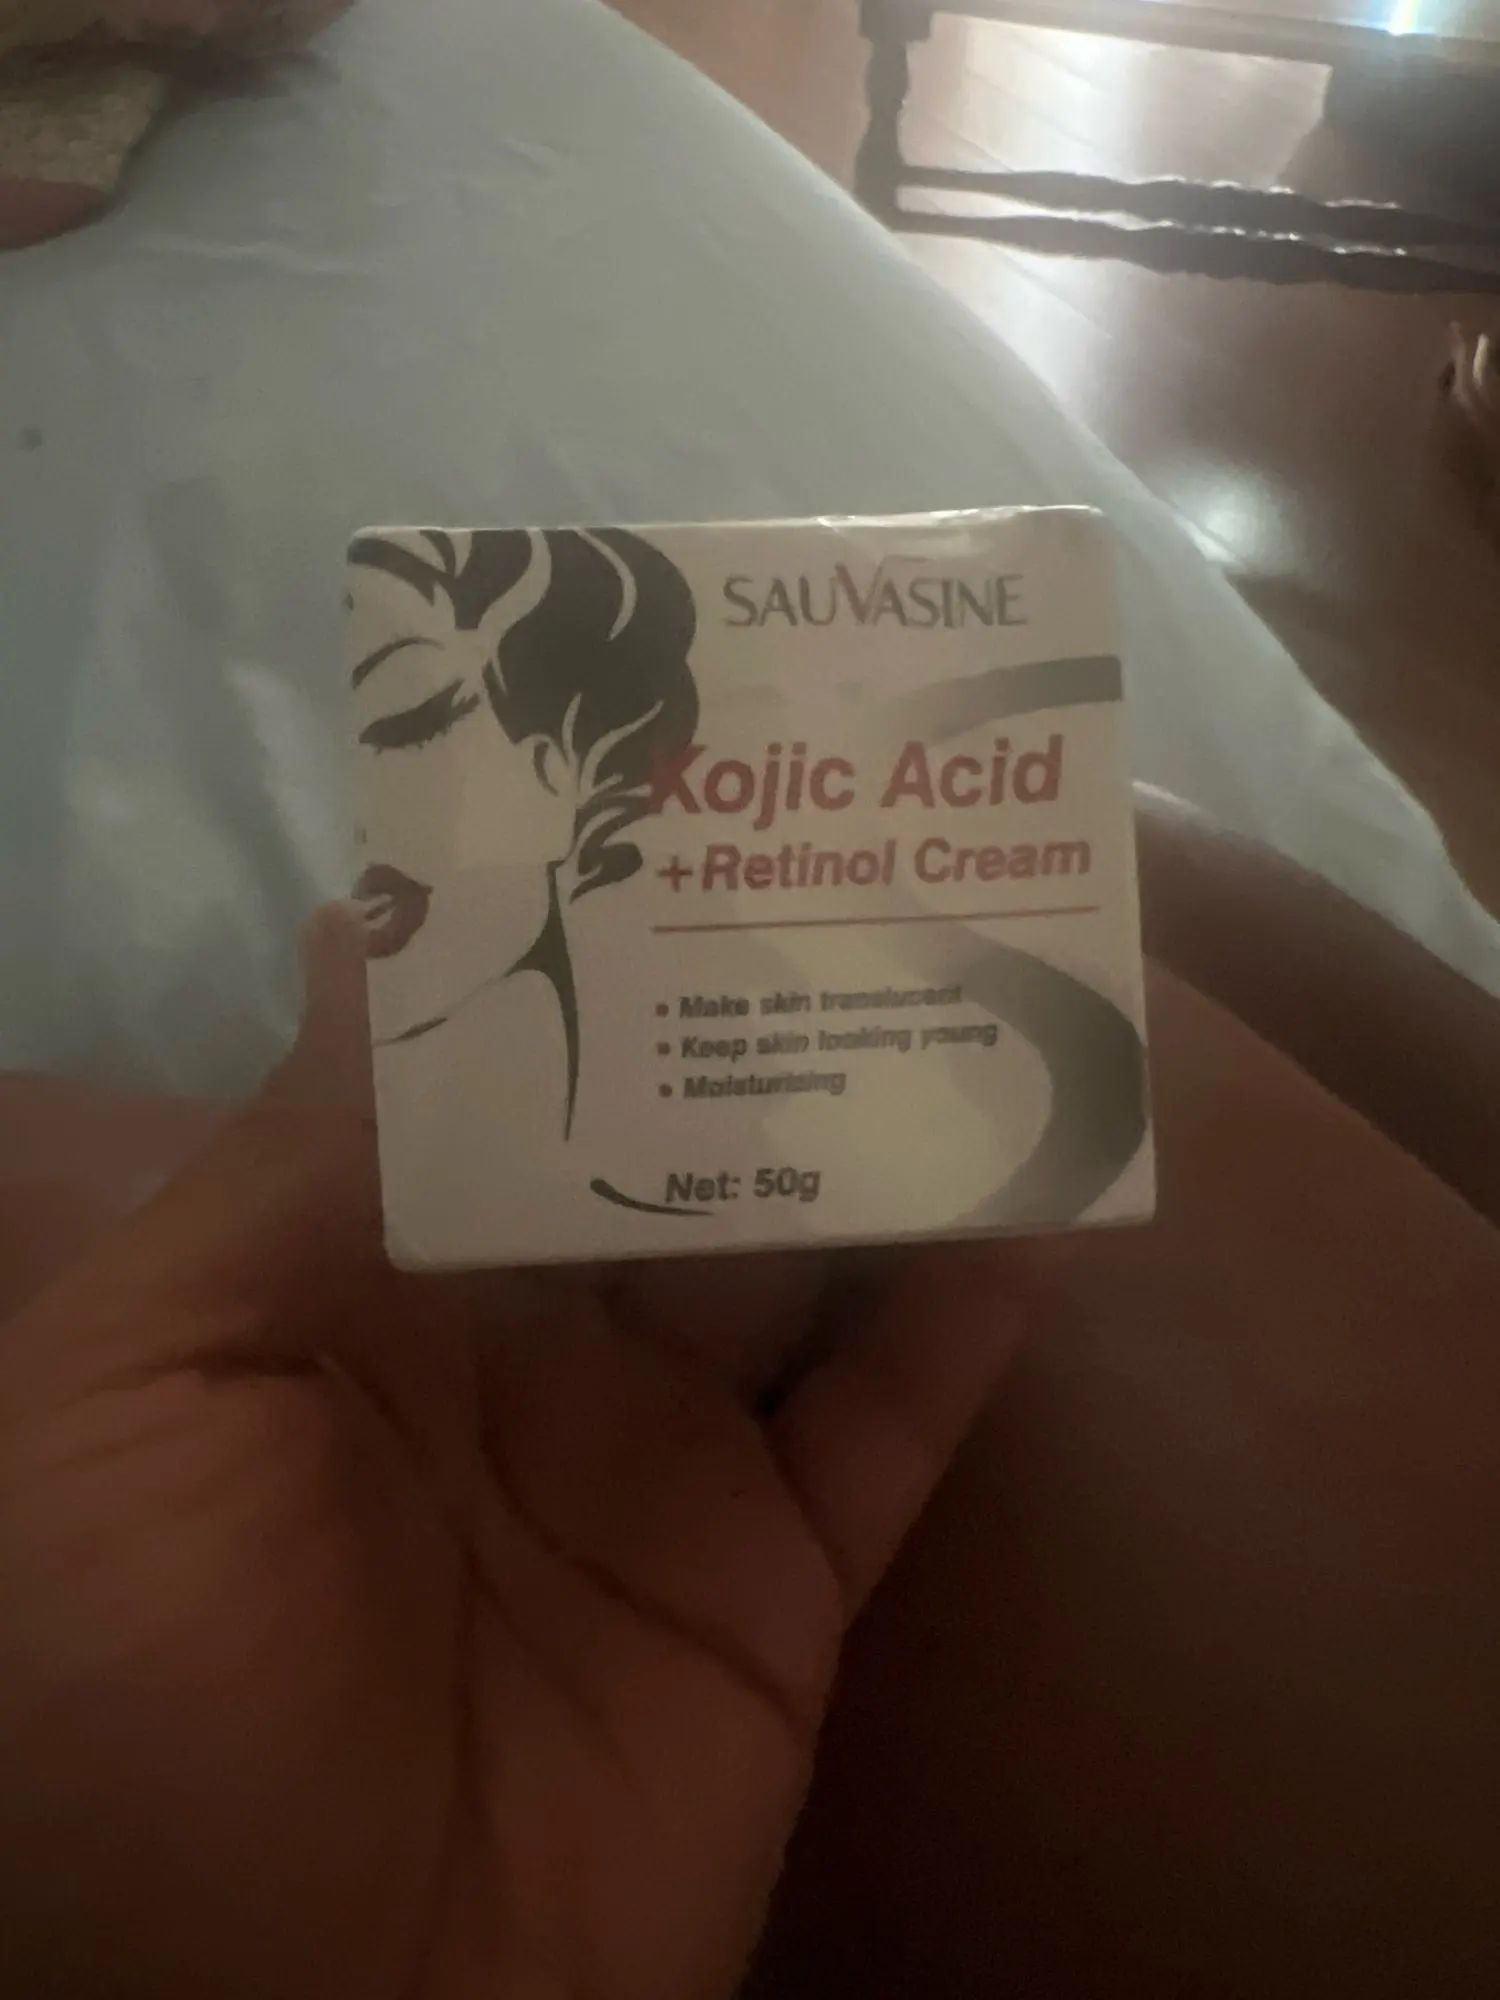 SAUVASINE
Kojic Acid
+Retinol Cream
• Make skin translucent
• Keep skin looking young
• Moisturising
Net: 50g